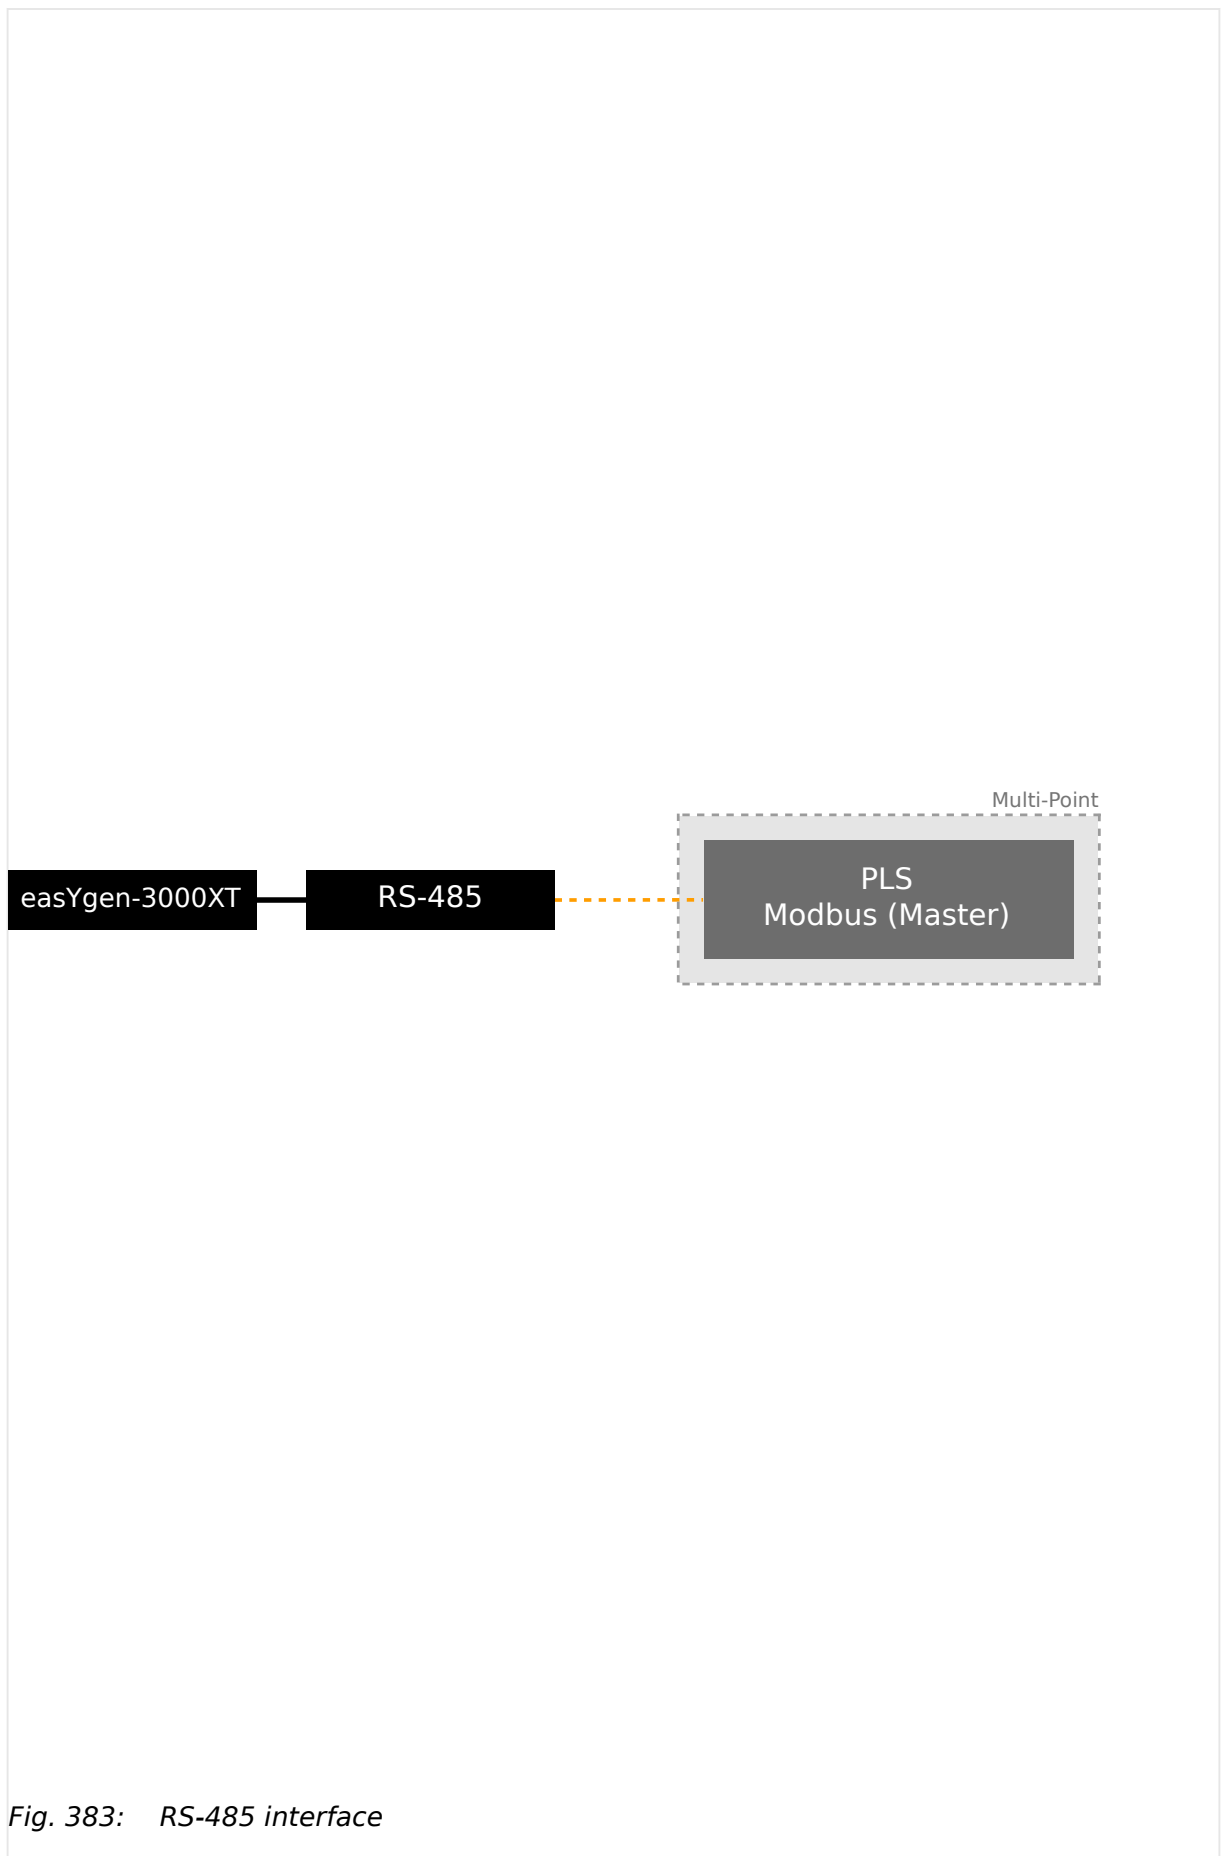 Multi-Point
easYgen-3000XT
RS-485
PLS
Modbus (Master)
Fig. 383: RS-485 interface